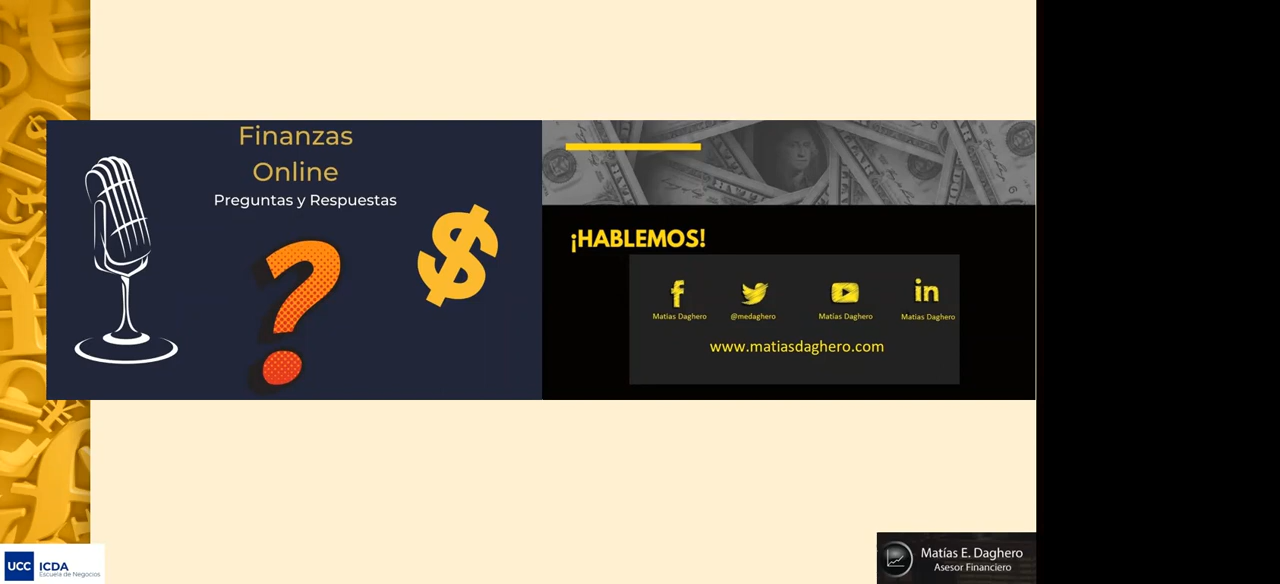 Finanzas
Online
Preguntas y Respuestas
¡HABLEMOS!
Matías Daghero
@medaghero
Matías Daghero
Matías Daghero
www.matiasdaghero.com
UCC ICDA
Escuela de Negocios
Matías E. Daghero
Asesor Financiero